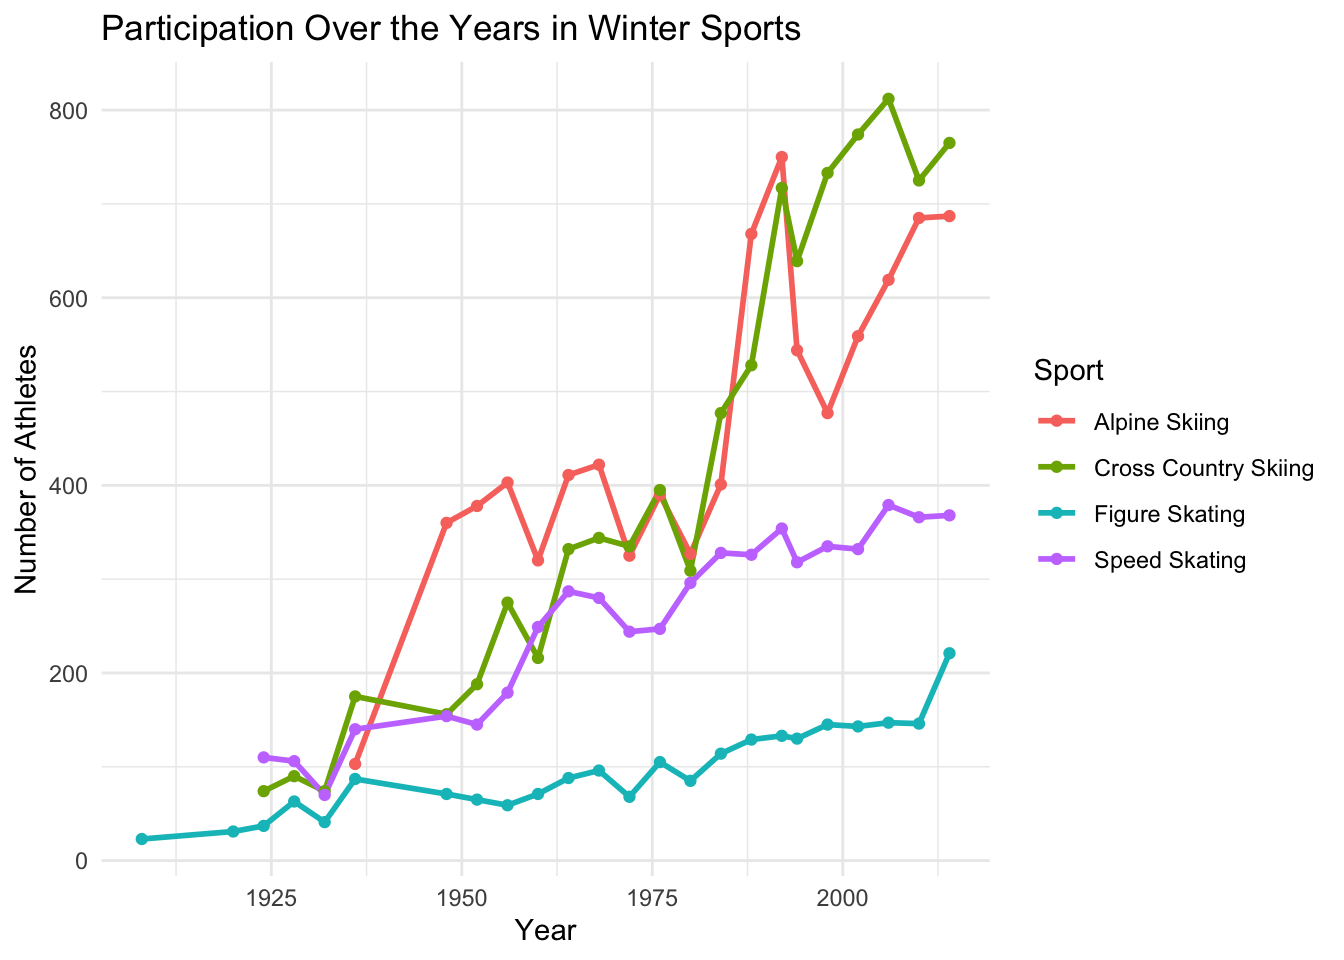 Participation Over the Years in Winter Sports
800
600
400
200
0
Number of Athletes
1925 1950 1975 2000
Year
Sport
Alpine Skiing
Cross Country Skiing
Figure Skating
Speed Skating